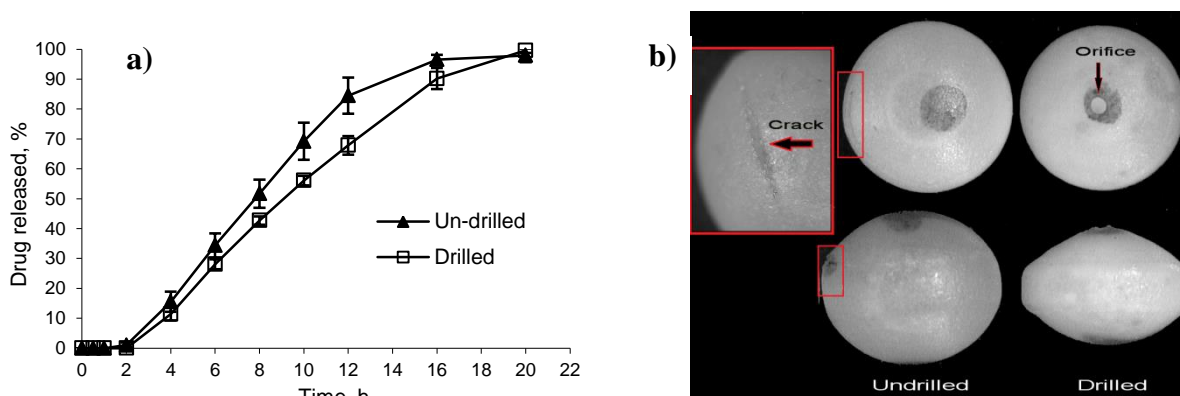 a)
Drug released, %
100
90
80
70
60
50
40
30
20
10
0
Un-drilled
Drilled
0 2 4 6 8 10 12 14 16 18 20 22
Time, h
b)
Crack
Orifice
Undrilled
Drilled